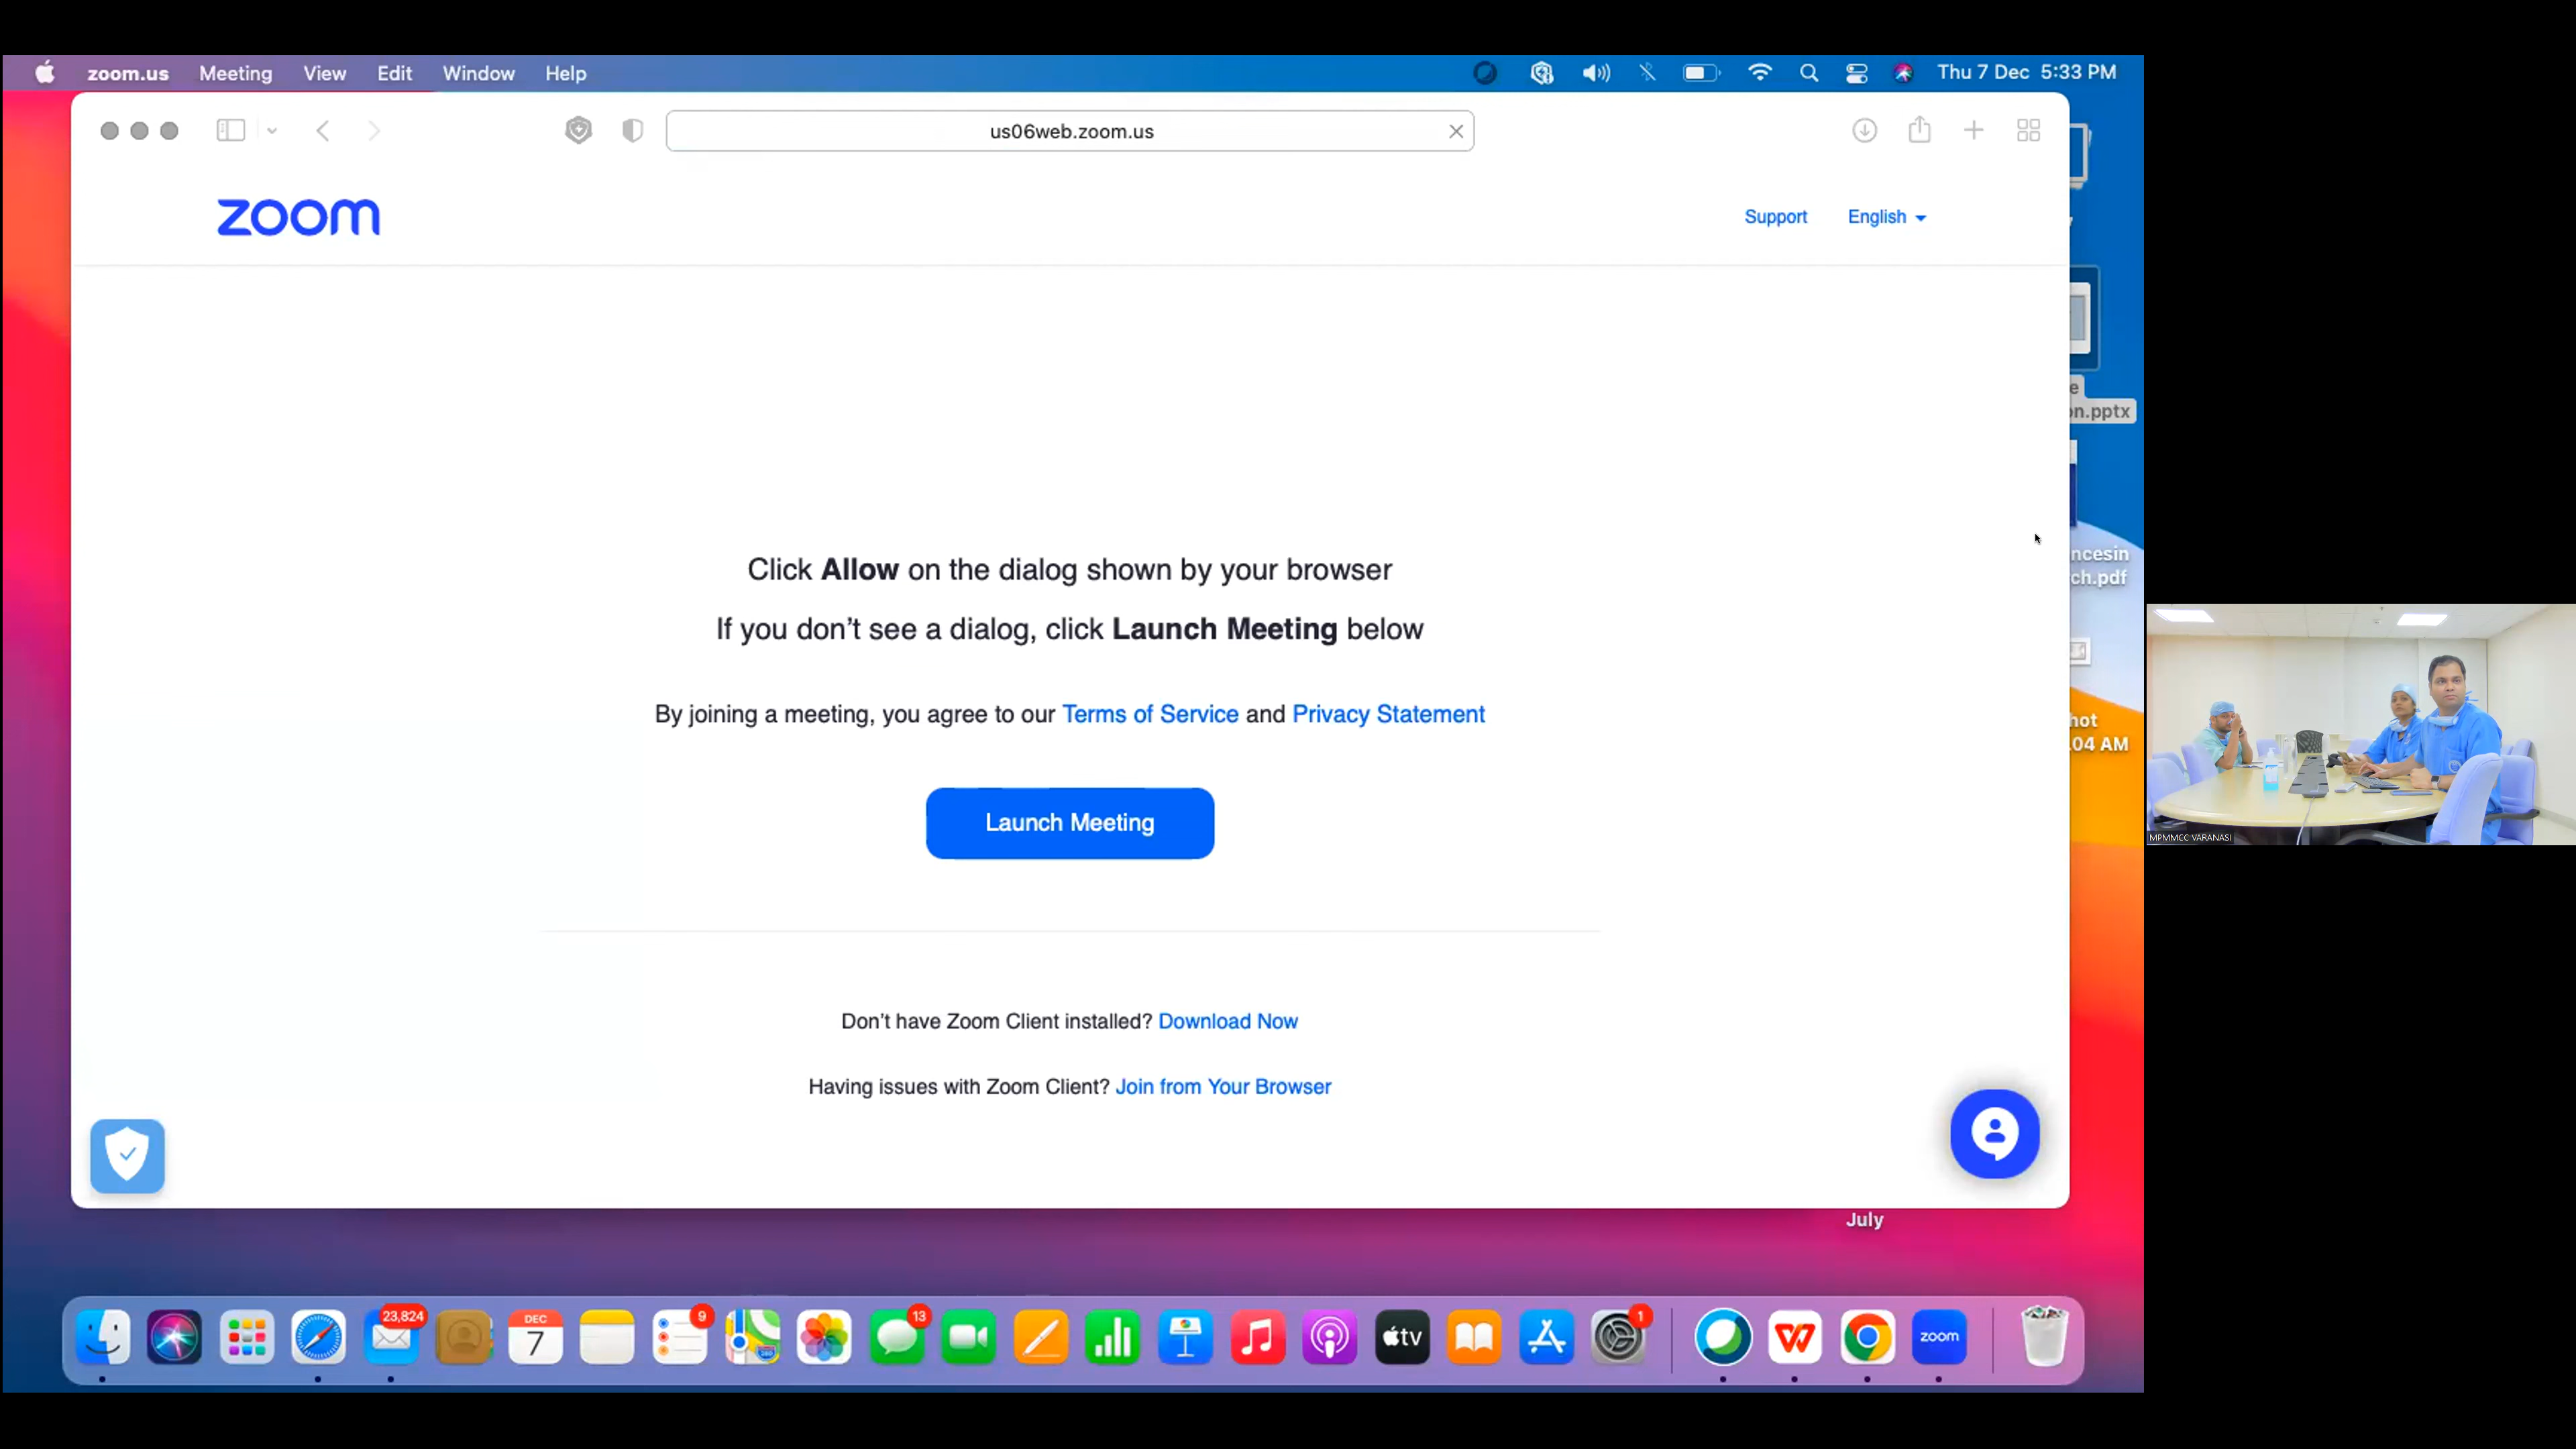 zoom.us Meeting View Edit Window Help
Thu 7 Dec 5:33 PM
us06web.zoom.us
zoom
Support English
on.pptx
Click Allow on the dialog shown by your browser
If you don’t see a dialog, click Launch Meeting below
By joining a meeting, you agree to our Terms of Service and Privacy Statement
Launch Meeting
Don’t have Zoom Client installed? Download Now
Having issues with Zoom Client? Join from Your Browser
ncesin
ch.pdf
hot
.04 AM
MPMMCC VARANASI
July
23,824
DEC
7
9
13
tv
1
zoom